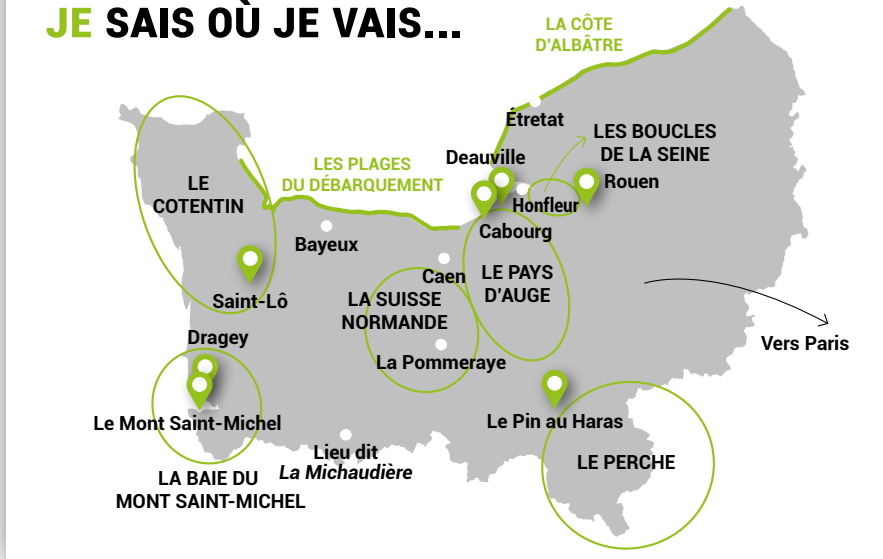 JE SAIS OÙ JE VAIS...
LA CÔTE
D'ALBÂTRE
Étretat
LES BOUCLES
DE LA SEINE
Deauville
Rouen
Honfleur
Cabourg
LES PLAGES
DU DÉBARQUEMENT
LE
COTENTIN
Bayeux
Caen
LE PAYS
D'AUGE
Saint-Lô
LA SUISSE
NORMANDE
Dragey
La Pommeraye
Vers Paris
Le Mont Saint-Michel
Le Pin au Haras
Lieu dit
La Michaudière
LE PERCHE
LA BAIE DU
MONT SAINT-MICHEL